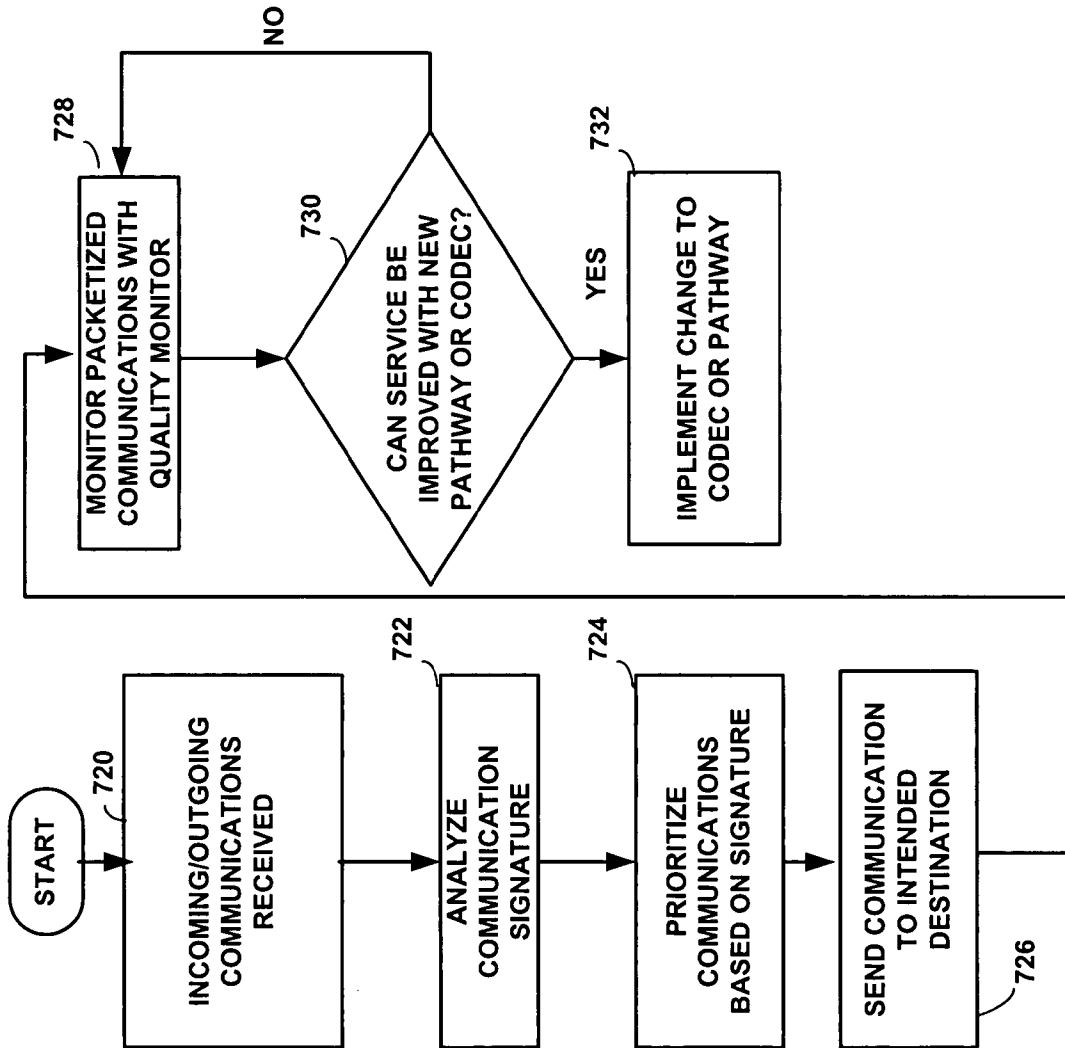 START
720
INCOMING/OUTGOING
COMMUNICATIONS
RECEIVED
722
ANALYZE
COMMUNICATION
SIGNATURE
724
PRIORITIZE
COMMUNICATIONS
BASED ON SIGNATURE
SEND COMMUNICATION
TO INTENDED
DESTINATION
726
728
MONITOR PACKETIZED
COMMUNICATIONS WITH
QUALITY MONITOR
NO
730
CAN SERVICE BE
IMPROVED WITH NEW
PATHWAY OR CODEC?
YES
732
IMPLEMENT CHANGE TO
CODEC OR PATHWAY